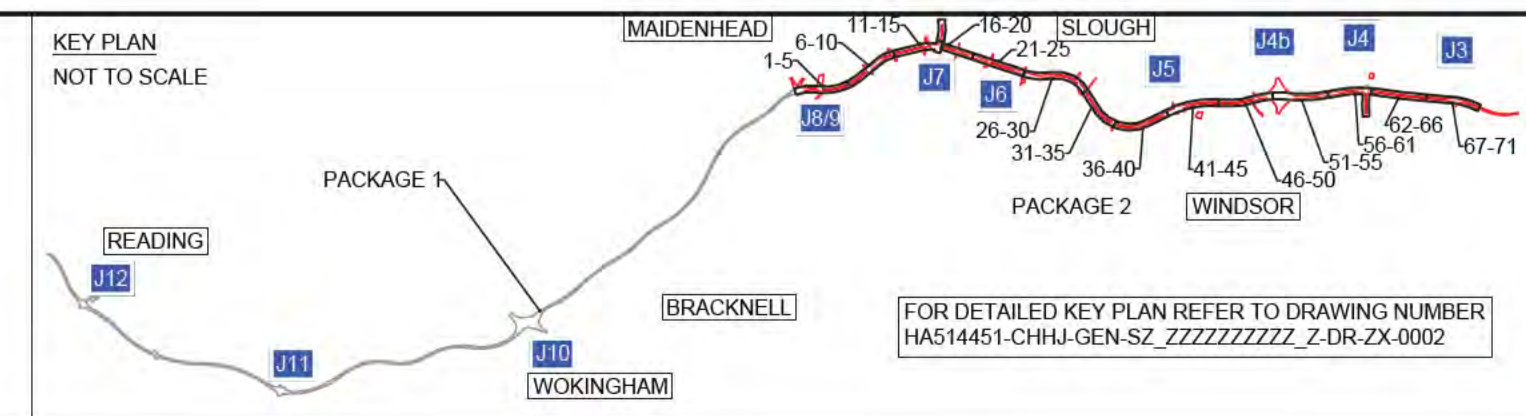 KEY PLAN
NOT TO SCALE
MAIDENHEAD
11-15
16-20
SLOUGH
6-10
21-25
J4b
J4
J3
1-5
J7
J5
J6
J8/9
26-30
31-35
36-40
41-45
46-50
51-55
56-61
62-66
67-71
PACKAGE 1
PACKAGE 2
WINDSOR
READING
J12
BRACKNELL
FOR DETAILED KEY PLAN REFER TO DRAWING NUMBER
HA514451-CHHJ-GEN-SZ_ZZZZZZZZZZ_Z-DR-ZX-0002
J11
J10
WOKINGHAM